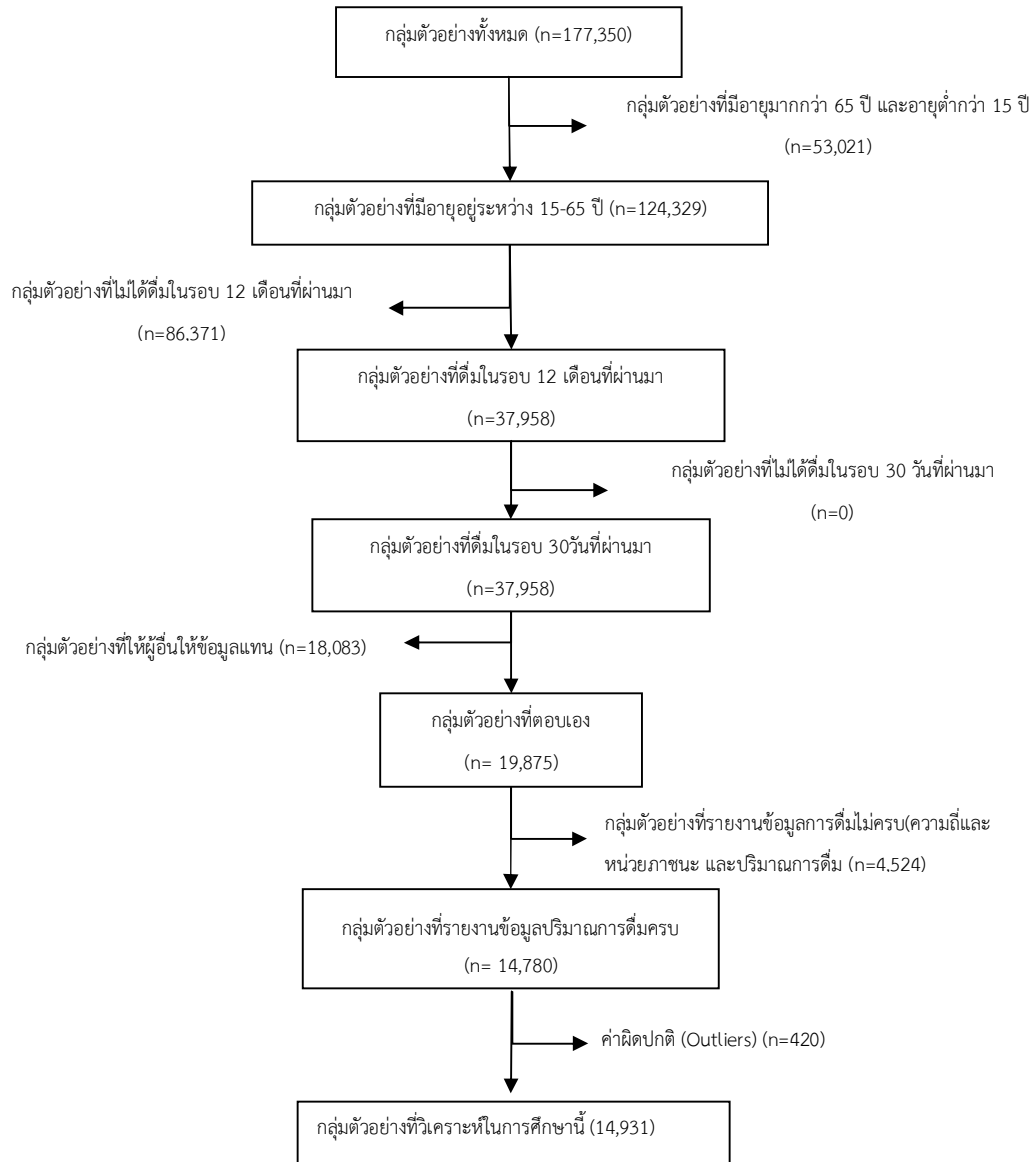 กลุ่มตัวอย่างทั้งหมด (n=177,350)
กลุ่มตัวอย่างที่มีอายุมากกว่า 65 ปี และอายุต่ำกว่า 15 ปี
(n=53,021)
กลุ่มตัวอย่างที่มีอายุอยู่ระหว่าง 15-65 ปี (n=124,329)
กลุ่มตัวอย่างที่ไม่ได้ดื่มในรอบ 12 เดือนที่ผ่านมา
(n=86.371)
กลุ่มตัวอย่างที่ดื่มในรอบ 12 เดือนที่ผ่านมา
(n=37,958)
กลุ่มตัวอย่างที่ไม่ได้ดื่มในรอบ 30 วันที่ผ่านมา
(n=0)
กลุ่มตัวอย่างที่ดื่มในรอบ 30วันที่ผ่านมา
(n=37,958)
กลุ่มตัวอย่างที่ให้ผู้อื่นให้ข้อมูลแทน (n=18,083)
กลุ่มตัวอย่างที่ตอบเอง
(n= 19,875)
กลุ่มตัวอย่างที่รายงานข้อมูลการดื่มไม่ครบ(ความถี่และ
หน่วยภาชนะ และปริมาณการดื่ม (n=4.524)
กลุ่มตัวอย่างที่รายงานข้อมูลปริมาณการดื่มครบ
(n= 14,780)
ค่าผิดปกติ (Outliers) (n=420)
กลุ่มตัวอย่างที่วิเคราะห์ในการศึกษานี้ (14,931)